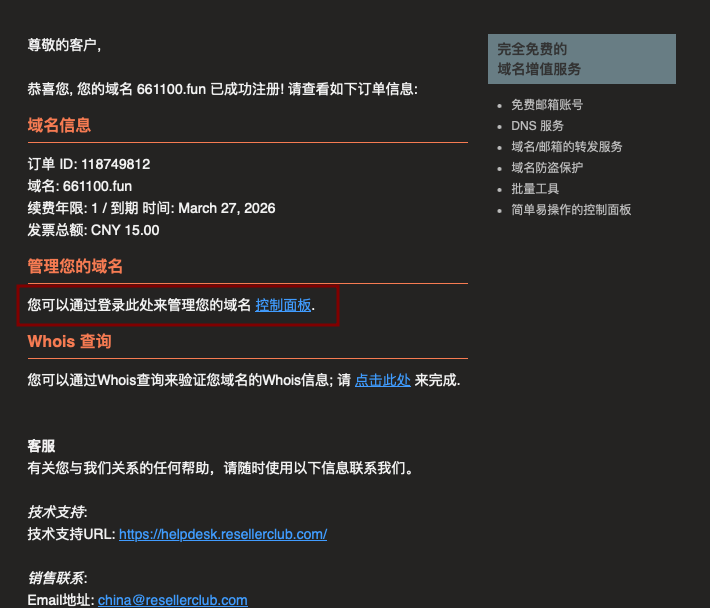 尊敬的客户,
恭喜您, 您的域名 661100.fun 已成功注册! 请查看如下订单信息:
域名信息
订单 ID: 118749812
域名: 661100.fun
续费年限: 1 / 到期 时间: March 27, 2026
发票总额: CNY 15.00
管理您的域名
您可以通过登录此处来管理您的域名 控制面板.
Whois 查询
您可以通过Whois查询来验证您域名的Whois信息; 请 点击此处 来完成.
客服
有关您与我们关系的任何帮助，请随时使用以下信息联系我们。
技术支持:
技术支持URL: https://helpdesk.resellerclub.com/
销售联系:
Email地址: china@resellerclub.com
完全免费的
域名增值服务
免费邮箱账号
DNS 服务
域名/邮箱的转发服务
域名防盗保护
批量工具
简单易操作的控制面板